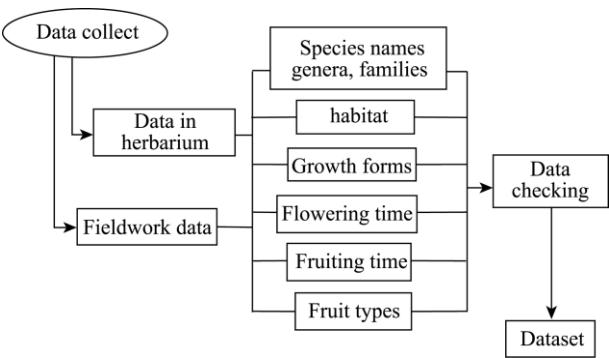 Data collect
Data in
herbarium
Fieldwork data
Species names
genera, families
habitat
Growth forms
Flowering time
Fruiting time
Fruit types
Data
checking
Dataset